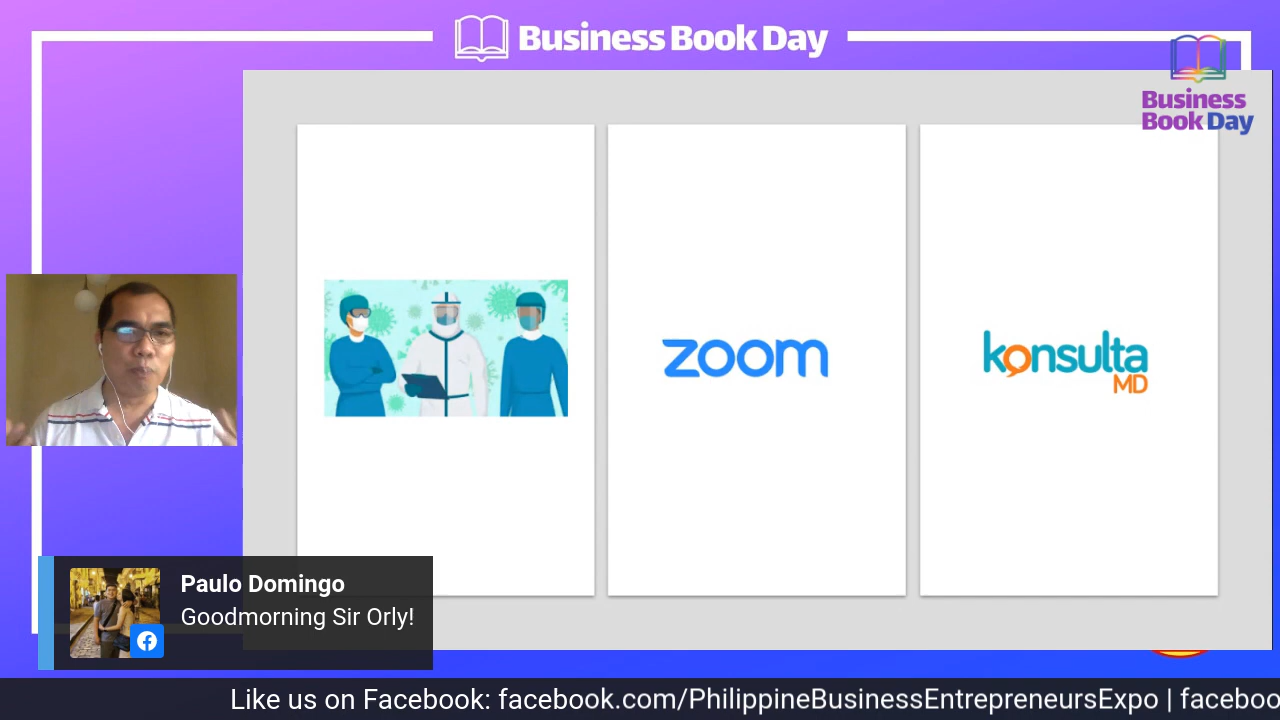 Business Book Day
Business
Book Day
zoom
konsulta
MD
Paulo Domingo
Goodmorning Sir Orly!
Like us on Facebook: facebook.com/PhilippineBusinessEntrepreneursExpo | faceboo